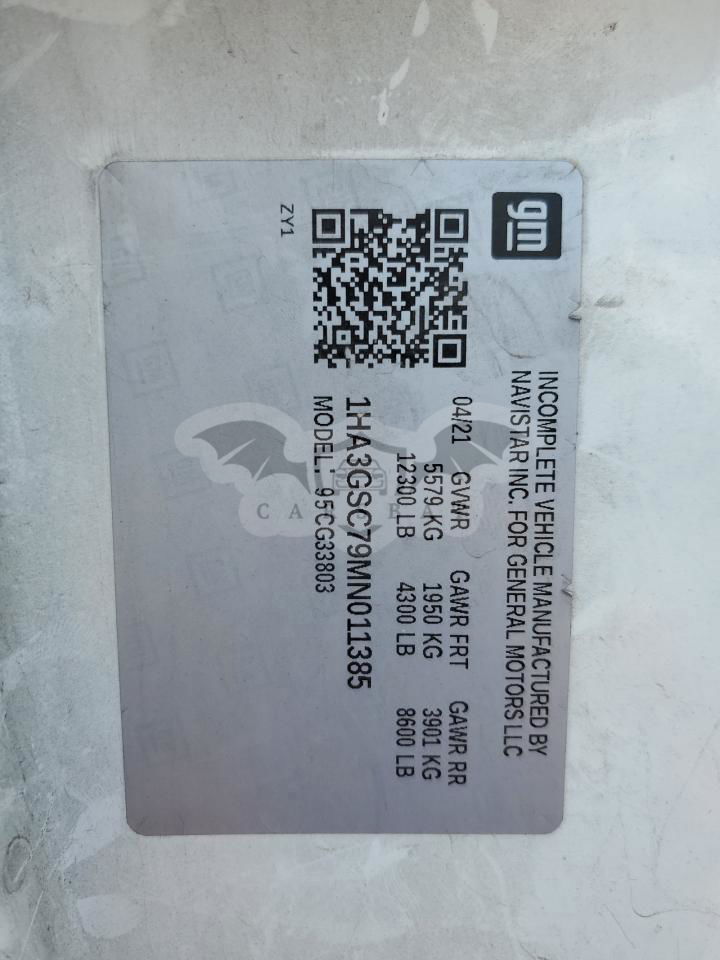 gm
INCOMPLETE VEHICLE MANUFACTURED BY
NAVISTAR INC. FOR GENERAL MOTORS LLC
04/21 GVWR GAWR FRT GAWR RR
5579 KG 1950 KG 3901 KG
12300 LB 4300 LB 8600 LB
1HA3GSC79MN011385
MODEL: 95CG33803
ZY1